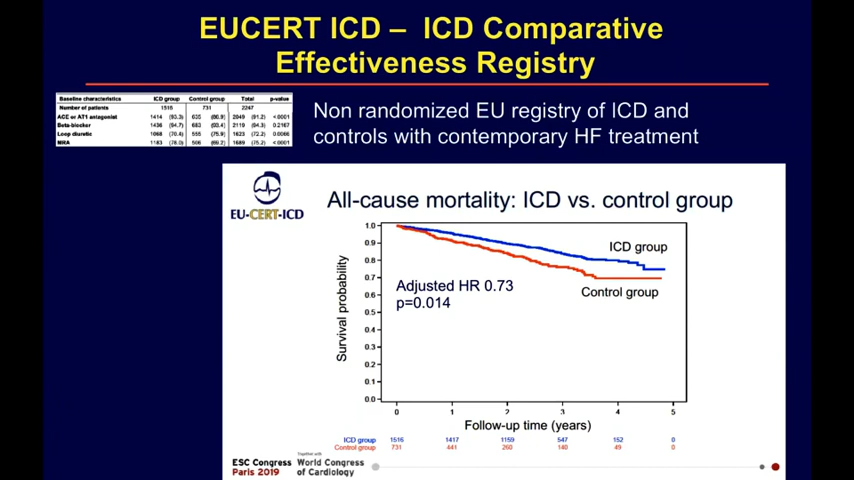 EUCERT ICD – ICD Comparative
Effectiveness Registry
Baseline characteristics ICD group Control group Total p-value
Number of patients 1516 731 2247
ACE or AT1 antagonist 1414 (93.3) 635 (86.9) 2049 (91.2) <.0001
Beta-blocker 1436 (94.7) 683 (93.4) 2119 (94.3) 0.2167
Loop diuretic 1068 (70.4) 555 (75.9) 1623 (72.2) 0.0066
MRA 1183 (78.0) 506 (69.2) 1689 (75.2) <.0001
Non randomized EU registry of ICD and
controls with contemporary HF treatment
EU-CERT-ICD
All-cause mortality: ICD vs. control group
Survival probability
1.0
0.9
0.8
0.7
0.6
0.5
0.4
0.3
0.2
0.1
0.0
ICD group
Control group
Adjusted HR 0.73
p=0.014
0 1 2 3 4 5
Follow-up time (years)
ICD group 1516 1417 1159 547 152 0
Control group 731 441 260 140 49 0
ESC Congress
Paris 2019
Together with
World Congress
of Cardiology